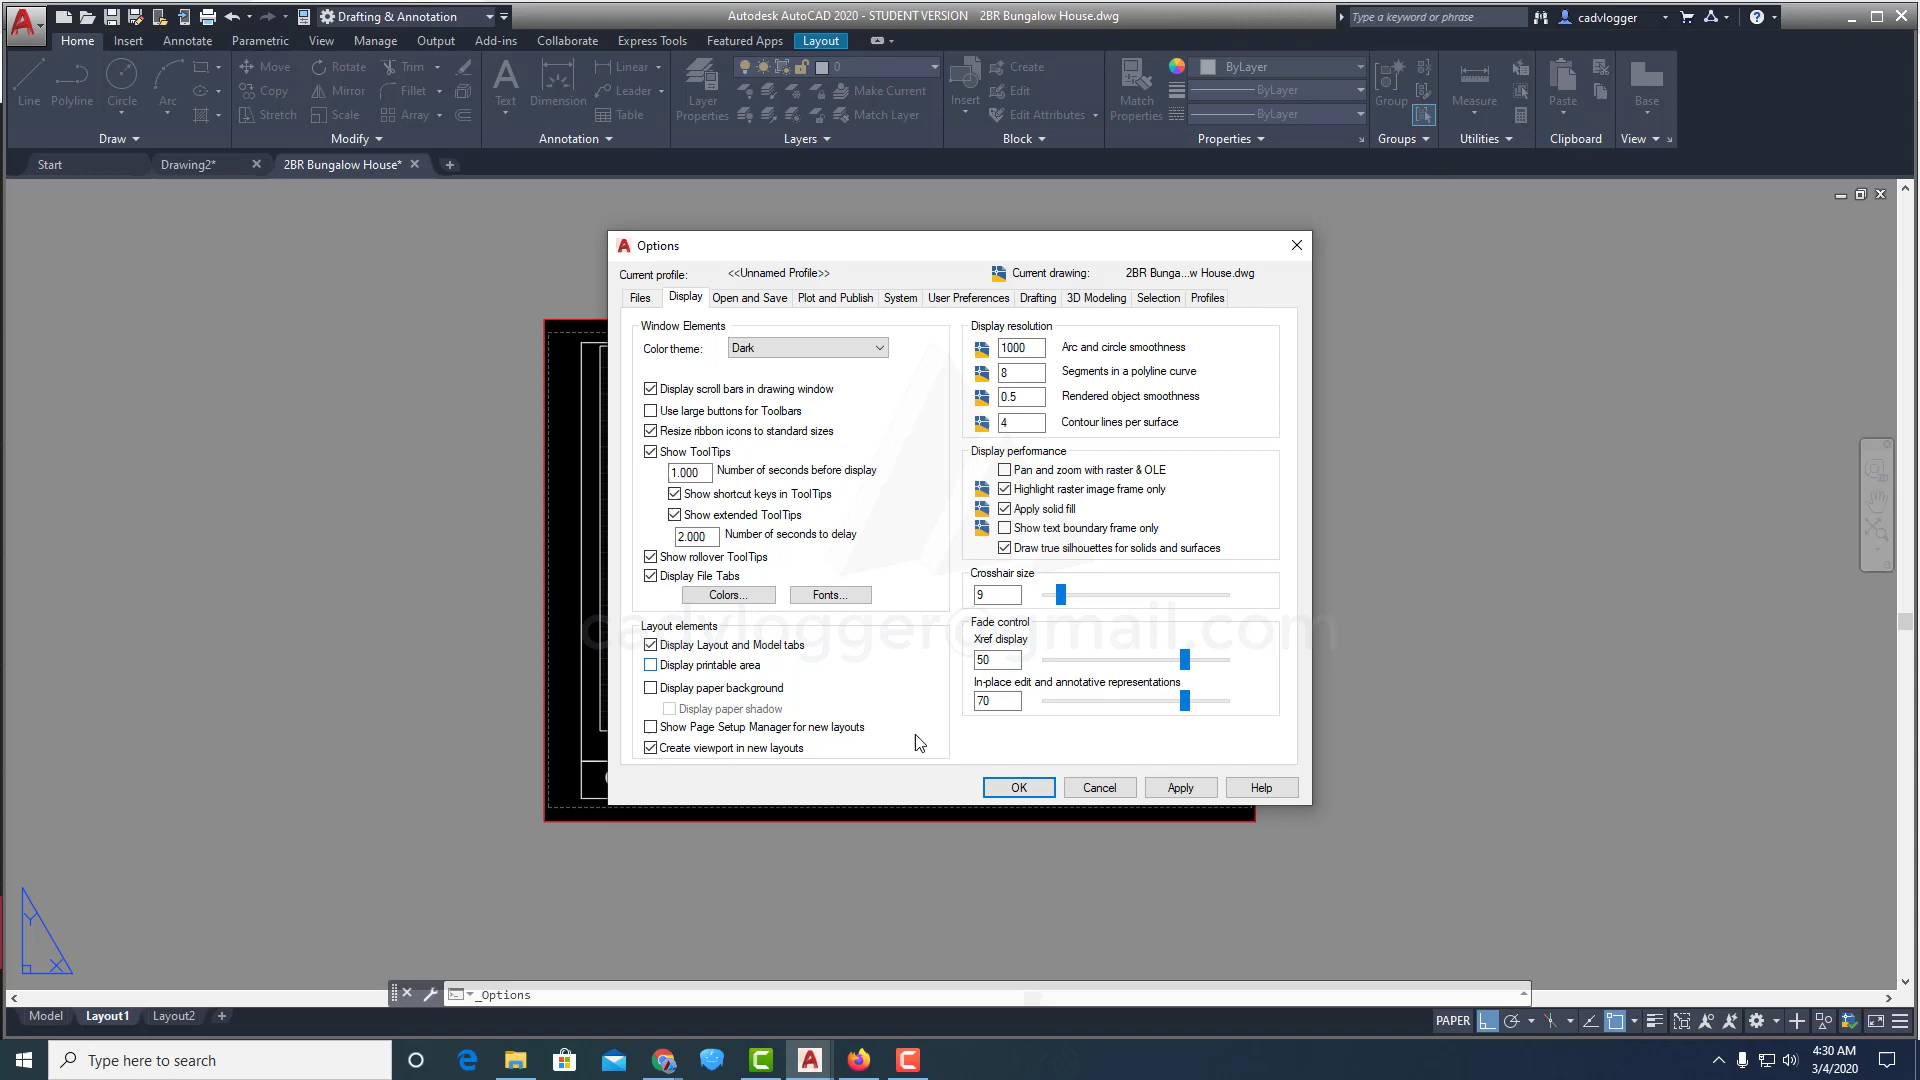 Drafting & Annotation
Autodesk AutoCAD 2020 - STUDENT VERSION 2BR Bungalow House.dwg
Type a keyword or phrase
cadvlogger
Home Insert Annotate Parametric View Manage Output Add-ins Collaborate Express Tools Featured Apps Layout
Line Polyline Circle Arc
Move Rotate Trim
Copy Mirror Fillet
Stretch Scale Array
Text Dimension
Linear
Leader
Table
Layer Properties
0
Make Current
Match Layer
Insert
Create
Edit
Edit Attributes
Match Properties
ByLayer
ByLayer
ByLayer
Group Measure Paste Base
Draw Modify Annotation Layers Block Properties Groups Utilities Clipboard View
Start Drawing2* 2BR Bungalow House*
Options
Current profile: <<Unnamed Profile>> Current drawing: 2BR Bunga...w House.dwg
Files Display Open and Save Plot and Publish System User Preferences Drafting 3D Modeling Selection Profiles
Window Elements
Color theme: Dark
Display scroll bars in drawing window
Use large buttons for Toolbars
Resize ribbon icons to standard sizes
Show ToolTips
1.000 Number of seconds before display
Show shortcut keys in ToolTips
Show extended ToolTips
2.000 Number of seconds to delay
Show rollover ToolTips
Display File Tabs
Colors... Fonts...
Layout elements
Display Layout and Model tabs
Display printable area
Display paper background
Display paper shadow
Show Page Setup Manager for new layouts
Create viewport in new layouts
Display resolution
1000 Arc and circle smoothness
8 Segments in a polyline curve
0.5 Rendered object smoothness
4 Contour lines per surface
Display performance
Pan and zoom with raster & OLE
Highlight raster image frame only
Apply solid fill
Show text boundary frame only
Draw true silhouettes for solids and surfaces
Crosshair size
9
Fade control
Xref display
50
In-place edit and annotative representations
70
cadvlogger@gmail.com
OK Cancel Apply Help
Y
X
_Options
Model Layout1 Layout2
PAPER
Type here to search
4:30 AM
3/4/2020